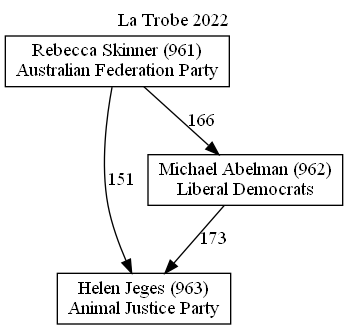 La Trobe 2022
Rebecca Skinner (961)
Australian Federation Party
166
Michael Abelman (962)
Liberal Democrats
151
173
Helen Jeges (963)
Animal Justice Party